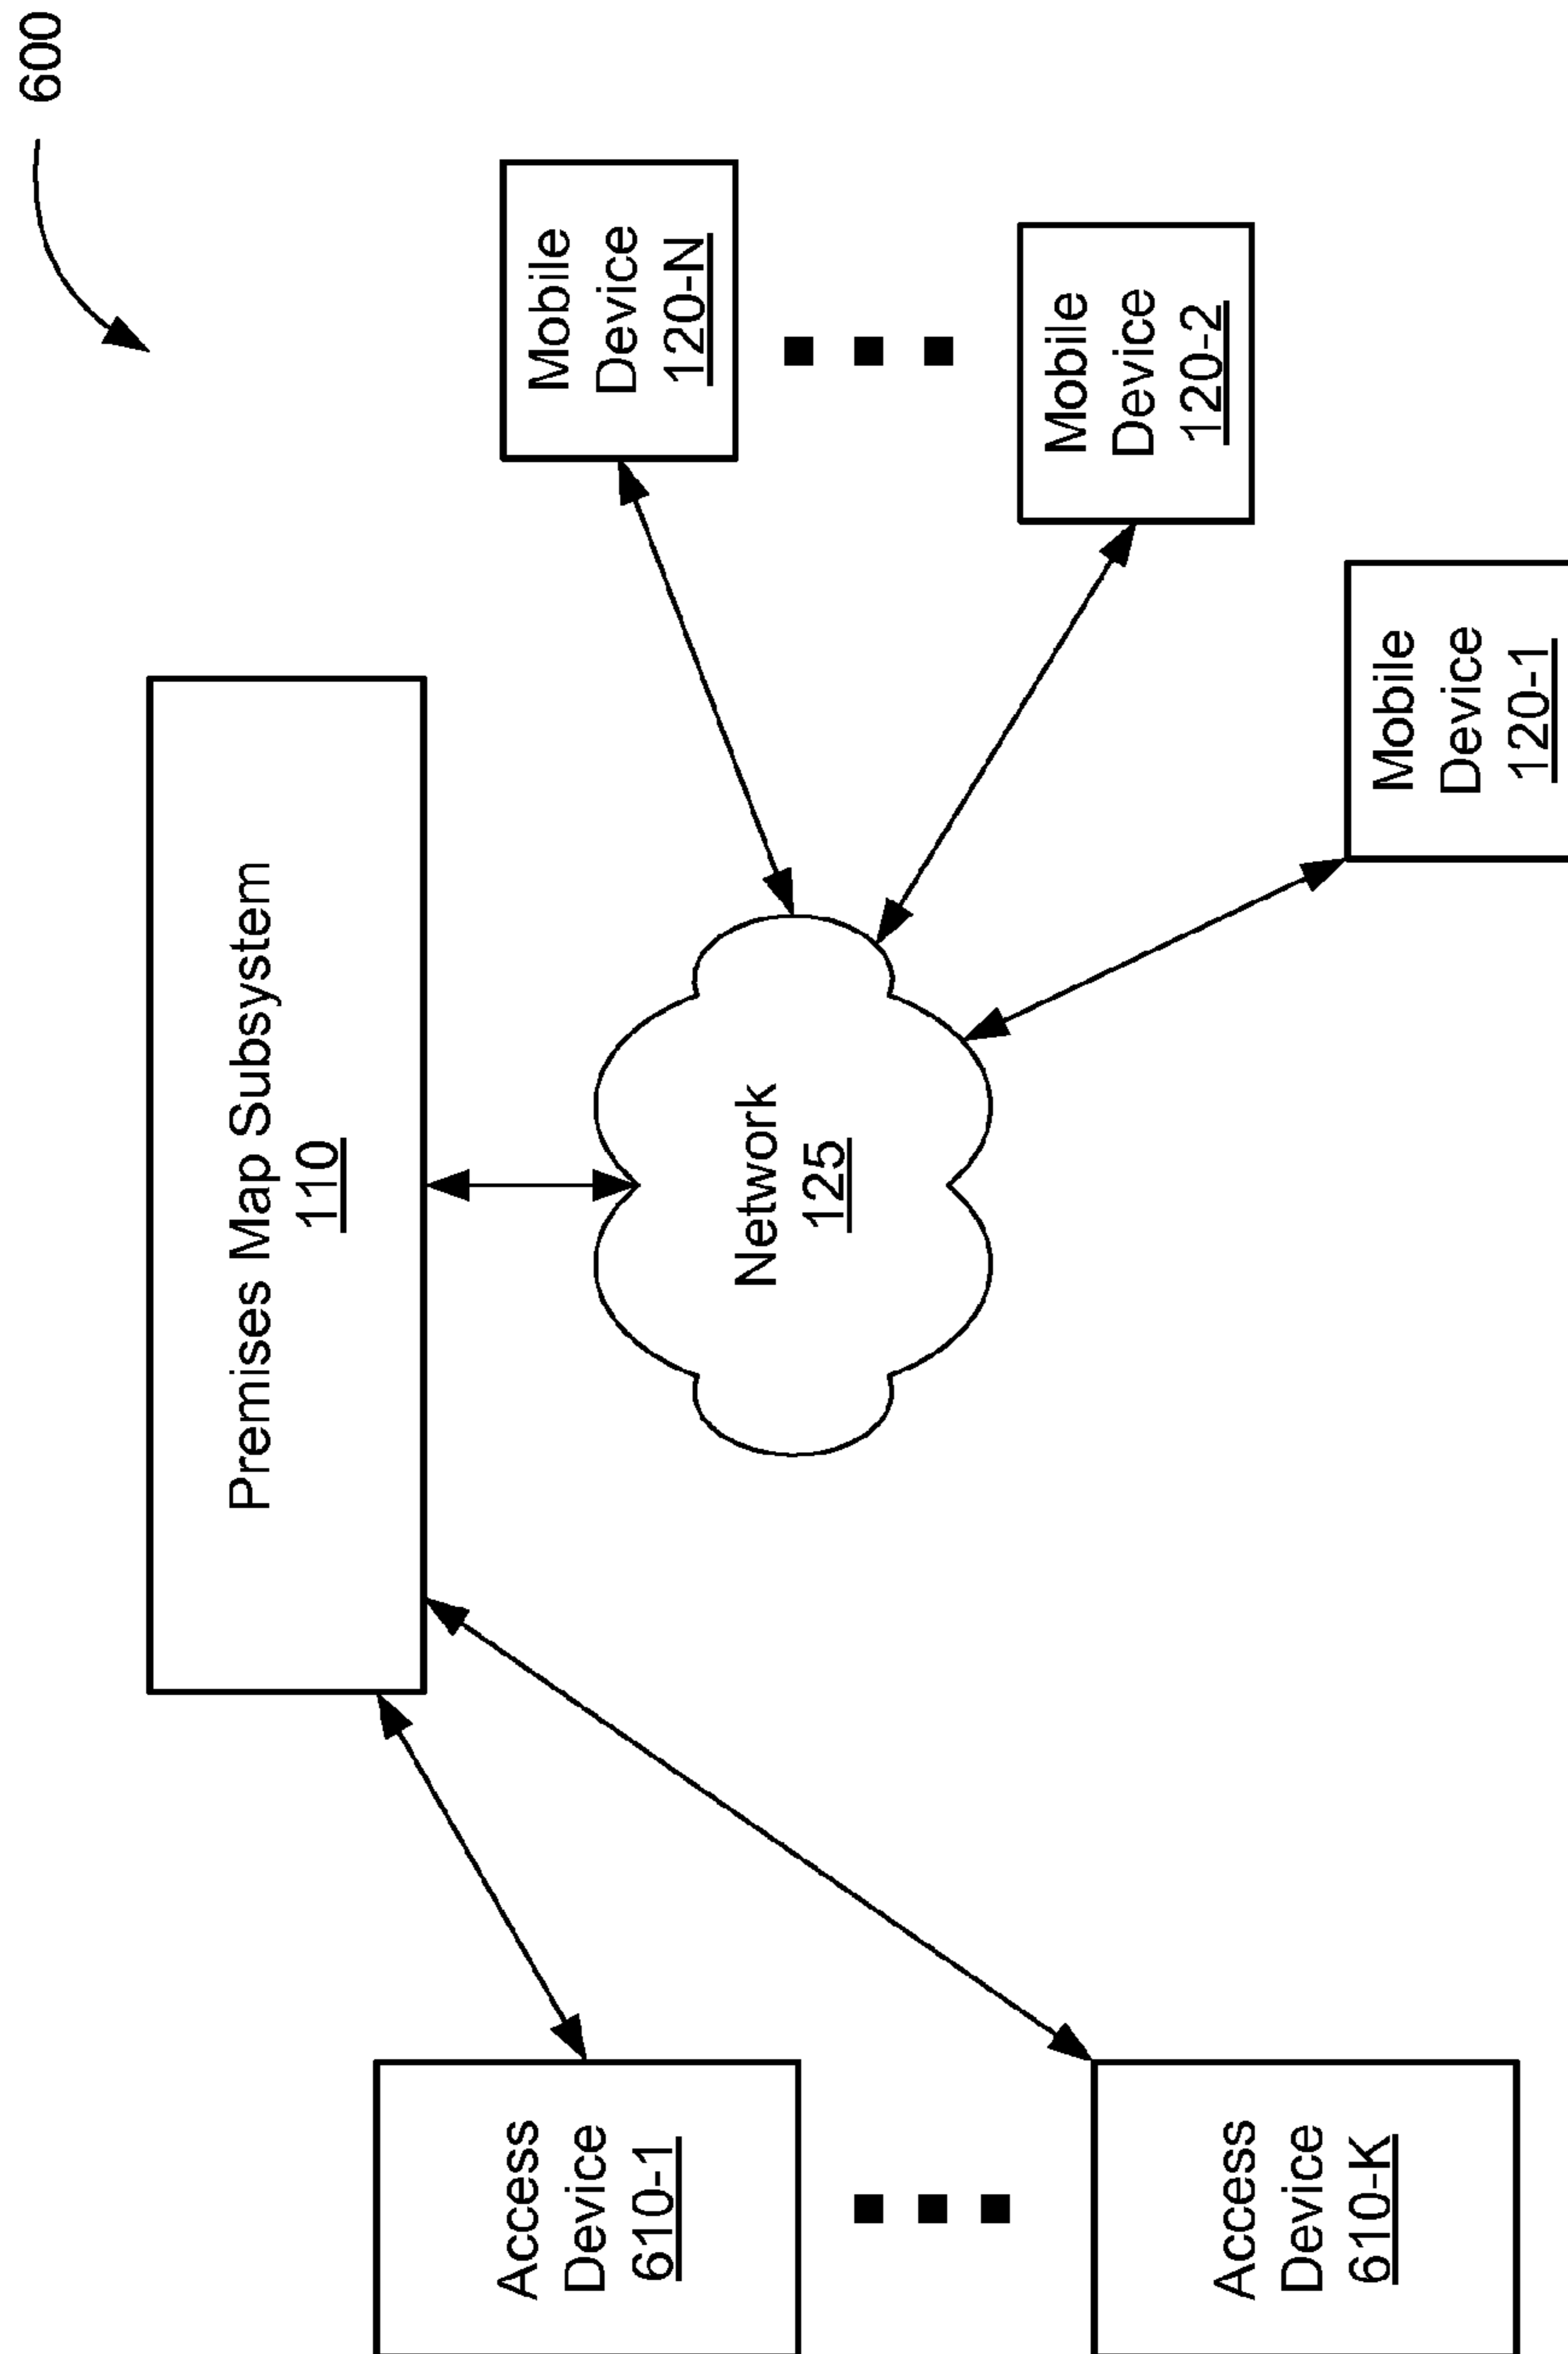 600
Premises Map Subsystem
110
Access
Device
610-1
Access
Device
610-K
Network
125
Mobile
Device
120-N
Mobile
Device
120-2
Mobile
Device
120-1